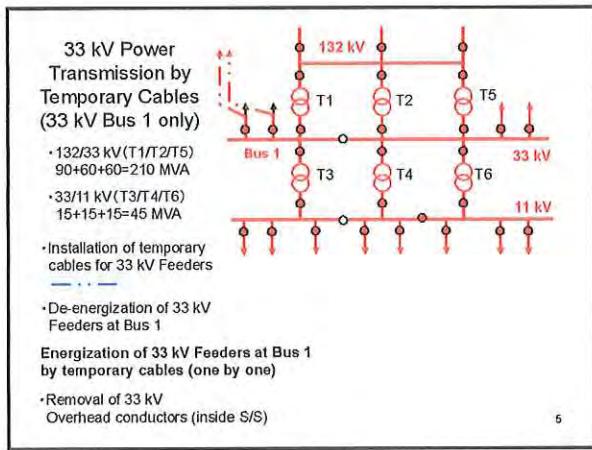 33 kV Power
Transmission by
Temporary Cables
(33 kV Bus 1 only)
・132/33 kV(T1/T2/T5)
90+60+60=210 MVA
・33/11 kV(T3/T4/T6)
15+15+15=45 MVA
・Installation of temporary
cables for 33 kV Feeders
・De-energization of 33 kV
Feeders at Bus 1
Energization of 33 kV Feeders at Bus 1
by temporary cables (one by one)
・Removal of 33 kV
Overhead conductors (inside S/S)
132 kV
T1
T2
T5
Bus 1
33 kV
T3
T4
T6
11 kV
5